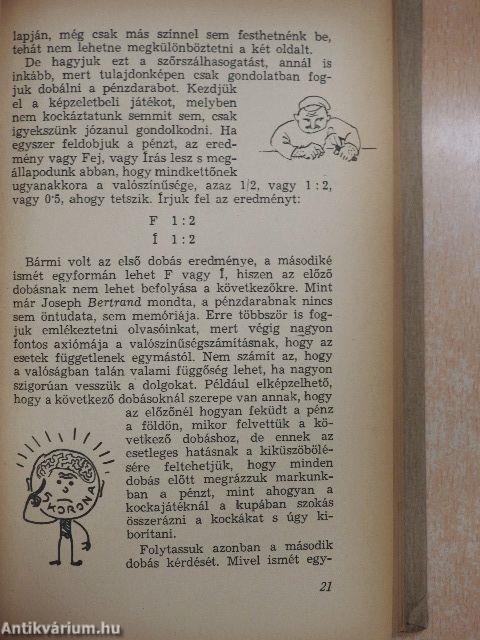 lapján, még csak más színnel sem festhetnénk be,
tehát nem lehetne megkülönböztetni a két oldalt.
De hagyjuk ezt a szőrszálhasogatást, annál is
inkább, mert tulajdonképen csak gondolatban fog-
juk dobálni a pénzdarabot. Kezdjük
el a képzeletbeli játékot, melyben
nem kockáztatunk semmit sem, csak
igyekszünk józanul gondolkodni. Ha
egyszer feldobjuk a pénzt, az ered-
mény vagy Fej, vagy Írás lesz s meg-
állapodunk abban, hogy mindkettőnek
ugyanakkora a valószínűsége, azaz 1/2, vagy 1 : 2,
vagy 0·5, ahogy tetszik. Írjuk fel az eredményt:
F 1 : 2
Í 1 : 2
Bármi volt az első dobás eredménye, a másodiké
ismét egyformán lehet F vagy Í, hiszen az előző
dobásnak nem lehet befolyása a következőkre. Mint
már Joseph Bertrand mondta, a pénzdarabnak nincs
sem öntudata, sem memóriája. Erre többször is fog-
juk emlékeztetni olvasóinkat, mert végig nagyon
fontos axiómája a valószínűségszámításnak, hogy az
esetek függetlenek egymástól. Nem számít az, hogy
a valóságban talán valami függőség lehet, ha nagyon
szigorúan vesszük a dolgokat. Például elképzelhető,
hogy a következő dobásoknál szerepe van annak, hogy
az előzőnél hogyan feküdt a pénz
a földön, mikor felvettük a kö-
vetkező dobáshoz, de ennek az
esetleges hatásnak a kiküszöbölé-
sére feltehetjük, hogy minden
dobás előtt megrázzuk markunk-
ban a pénzt, mint ahogyan a
kockajátéknál a kupában szokás
összerázni a kockákat s úgy ki-
borítani.
5 KORONA
Folytassuk azonban a második
dobás kérdését. Mivel ismét egy-
21
Antikvárium.hu